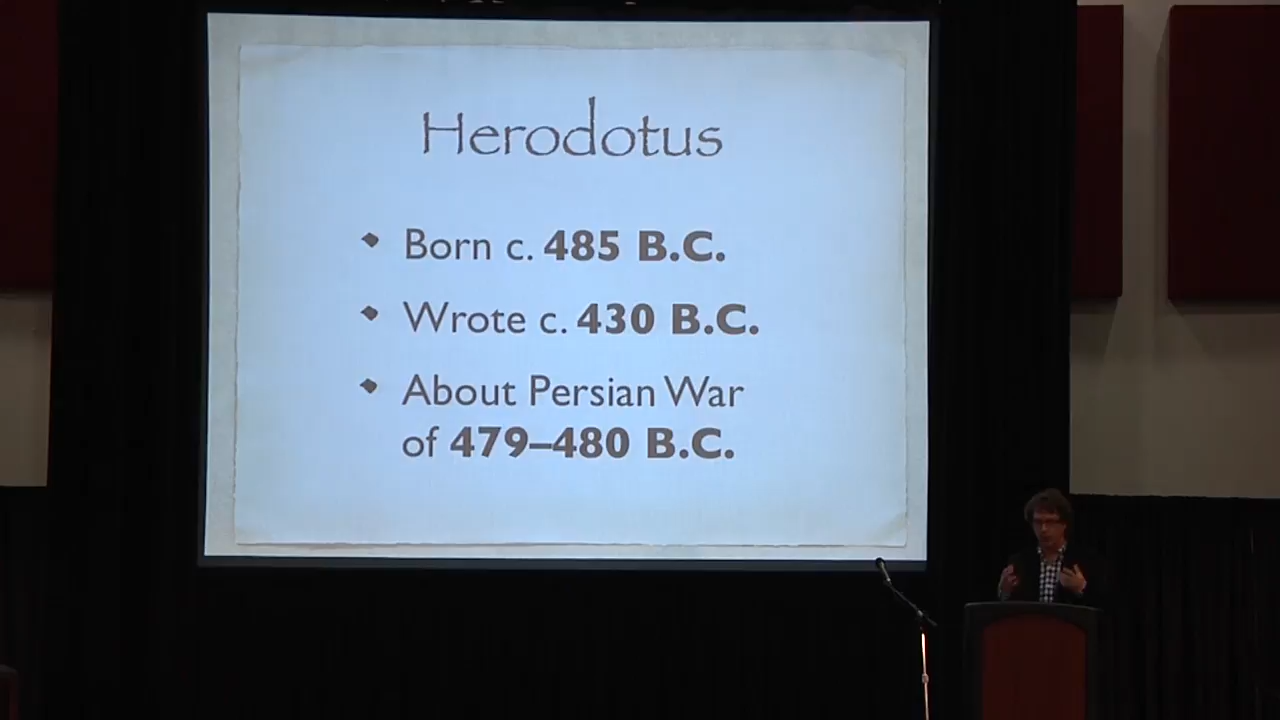 Herodotus
Born c. 485 B.C.
Wrote c. 430 B.C.
About Persian War
of 479–480 B.C.